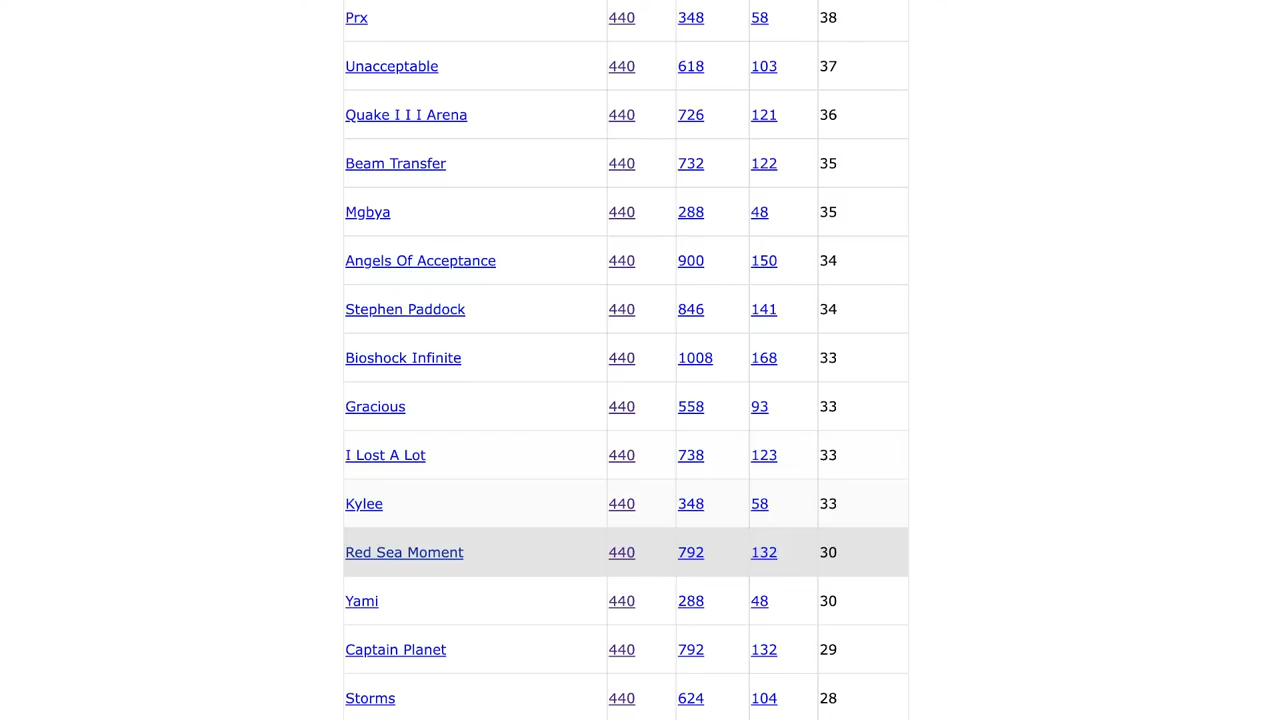 Prx 440 348 58 38
Unacceptable 440 618 103 37
Quake I I I Arena 440 726 121 36
Beam Transfer 440 732 122 35
Mgbya 440 288 48 35
Angels Of Acceptance 440 900 150 34
Stephen Paddock 440 846 141 34
Bioshock Infinite 440 1008 168 33
Gracious 440 558 93 33
I Lost A Lot 440 738 123 33
Kylee 440 348 58 33
Red Sea Moment 440 792 132 30
Yami 440 288 48 30
Captain Planet 440 792 132 29
Storms 440 624 104 28